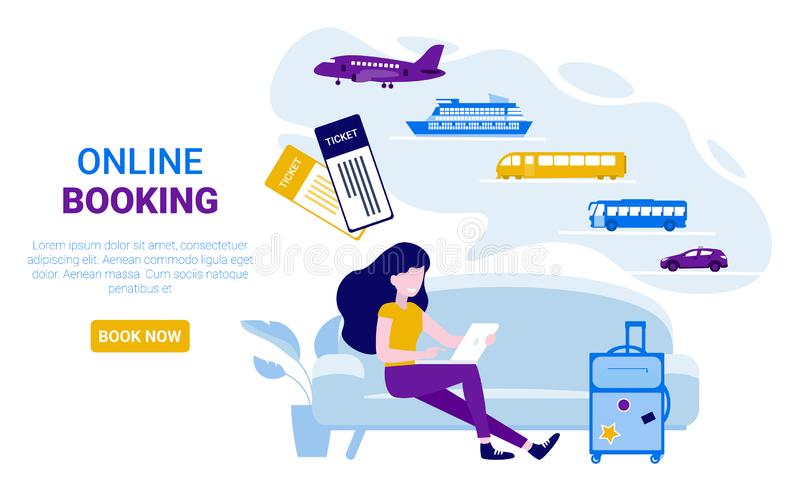 ONLINE
BOOKING
Lorem ipsum dolor sit amet, consectetuer
adipiscing elit. Aenean commodo ligula eget
dolor. Aenean massa. Cum sociis natoque
penatibus et
BOOK NOW
TICKET
TICKET
dreamstime